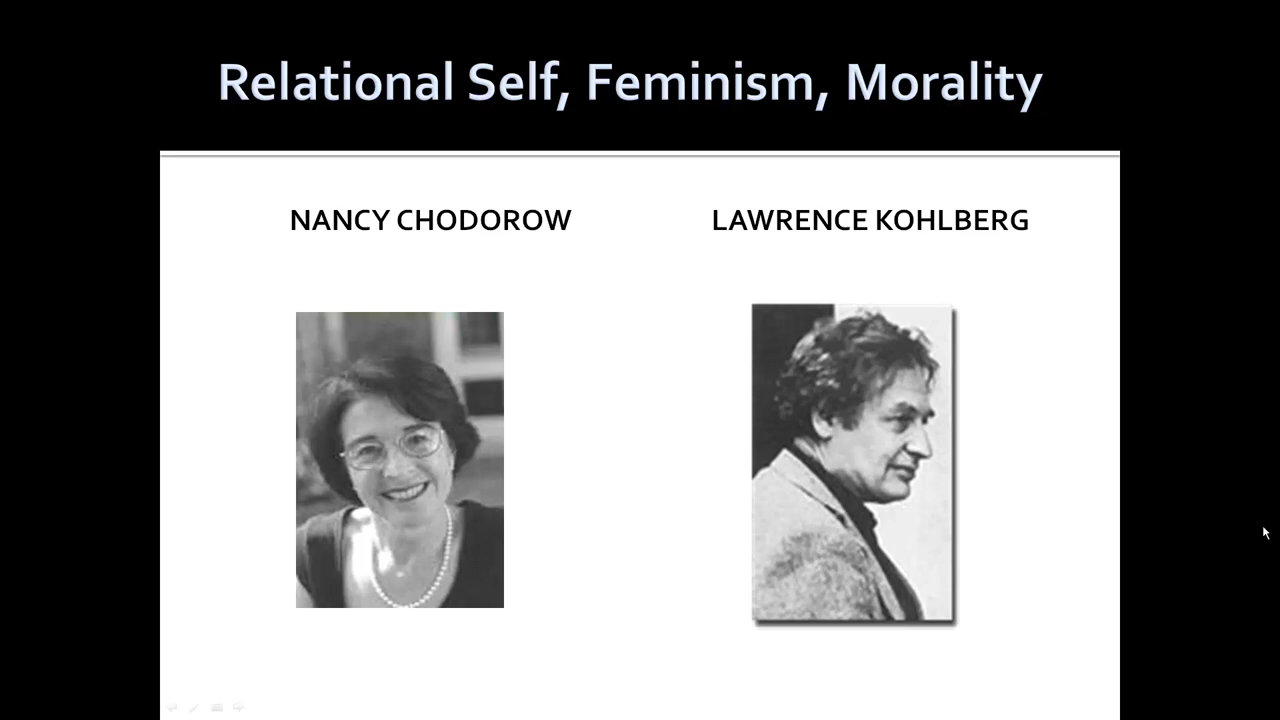 Relational Self, Feminism, Morality
NANCY CHODOROW
LAWRENCE KOHLBERG